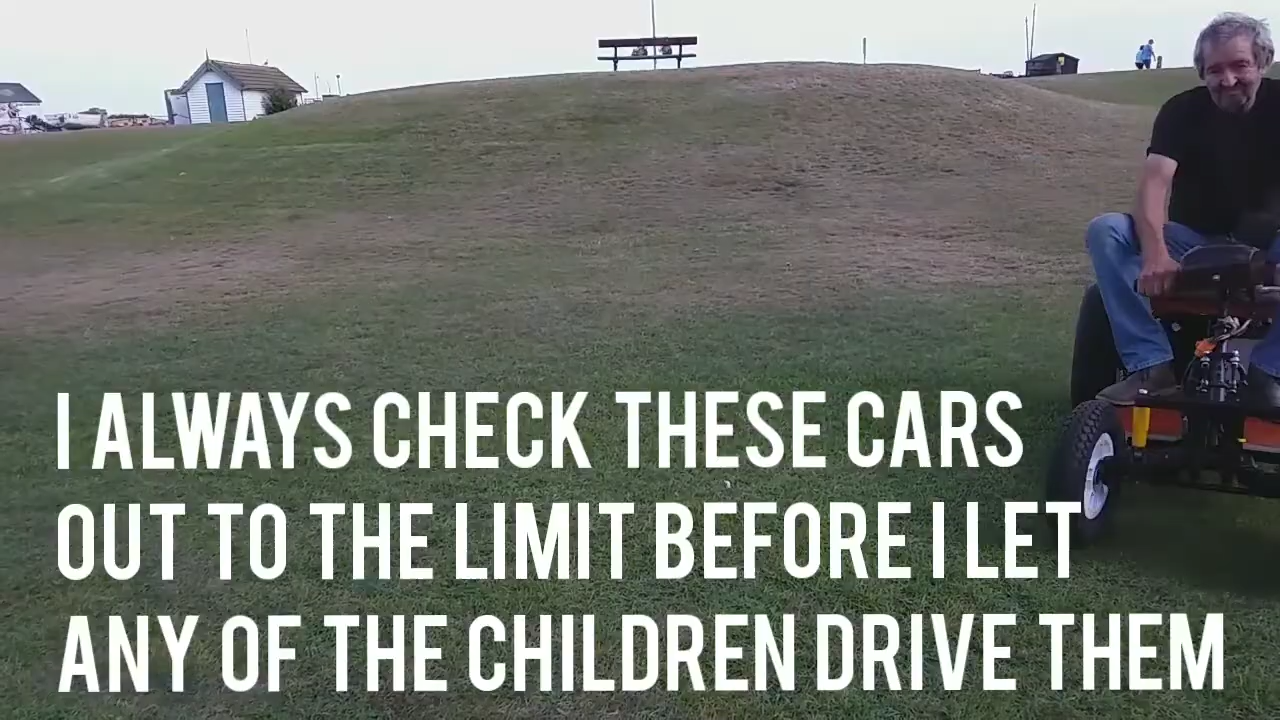 I ALWAYS CHECK THESE CARS
OUT TO THE LIMIT BEFORE I LET
ANY OF THE CHILDREN DRIVE THEM